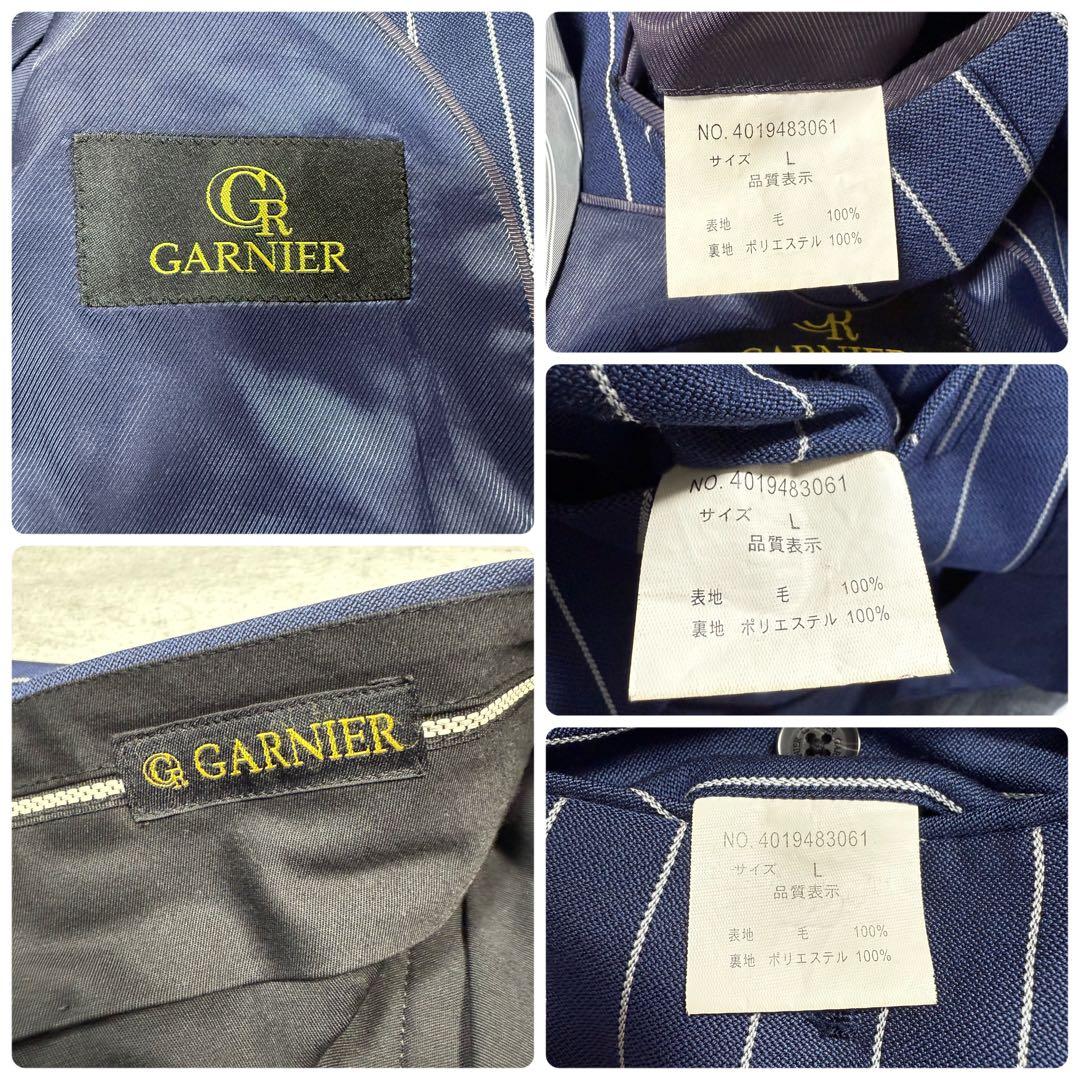 GR
GARNIER
NO. 4019483061
サイズ L
品質表示
表地 毛 100%
裏地 ポリエステル 100%
GR
GARNIER
NO. 4019483061
サイズ L
品質表示
表地 毛 100%
裏地 ポリエステル 100%
GR GARNIER
NO. 4019483061
サイズ L
品質表示
表地 毛 100%
裏地 ポリエステル 100%